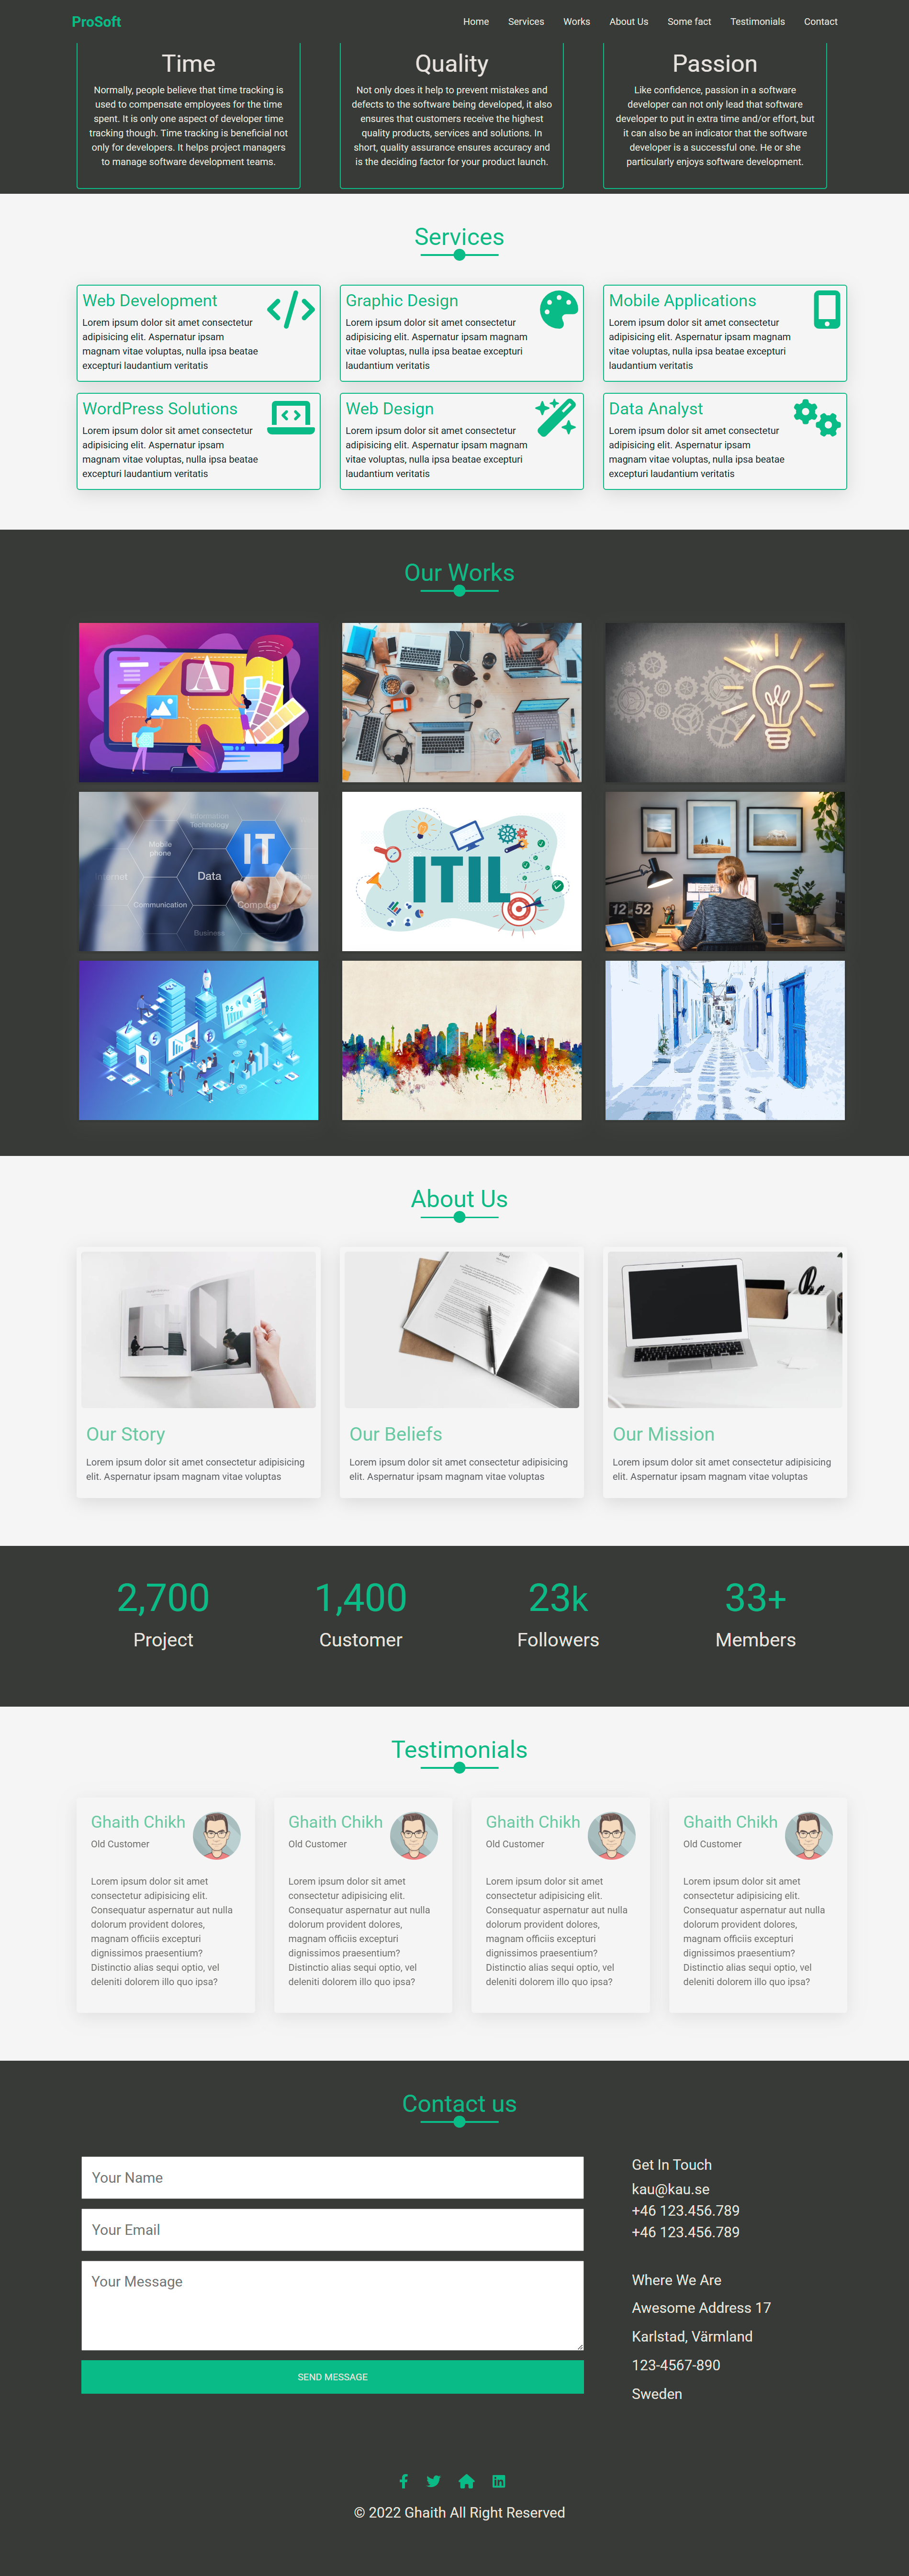 ProSoft
Home Services Works About Us Some fact Testimonials Contact
Time
Normally, people believe that time tracking is
used to compensate employees for the time
spent. It is only one aspect of developer time
tracking though. Time tracking is beneficial not
only for developers. It helps project managers
to manage software development teams.
Quality
Not only does it help to prevent mistakes and
defects to the software being developed, it also
ensures that customers receive the highest
quality products, services and solutions. In
short, quality assurance ensures accuracy and
is the deciding factor for your product launch.
Passion
Like confidence, passion in a software
developer can not only lead that software
developer to put in extra time and/or effort, but
it can also be an indicator that the software
developer is a successful one. He or she
particularly enjoys software development.
Services
Web Development
Lorem ipsum dolor sit amet consectetur
adipisicing elit. Aspernatur ipsam
magnam vitae voluptas, nulla ipsa beatae
excepturi laudantium veritatis
Graphic Design
Lorem ipsum dolor sit amet consectetur
adipisicing elit. Aspernatur ipsam magnam
vitae voluptas, nulla ipsa beatae excepturi
laudantium veritatis
Mobile Applications
Lorem ipsum dolor sit amet consectetur
adipisicing elit. Aspernatur ipsam magnam
vitae voluptas, nulla ipsa beatae excepturi
laudantium veritatis
WordPress Solutions
Lorem ipsum dolor sit amet consectetur
adipisicing elit. Aspernatur ipsam
magnam vitae voluptas, nulla ipsa beatae
excepturi laudantium veritatis
Web Design
Lorem ipsum dolor sit amet consectetur
adipisicing elit. Aspernatur ipsam magnam
vitae voluptas, nulla ipsa beatae excepturi
laudantium veritatis
Data Analyst
Lorem ipsum dolor sit amet consectetur
adipisicing elit. Aspernatur ipsam
magnam vitae voluptas, nulla ipsa beatae
excepturi laudantium veritatis
Our Works
A
Information
Technology
Mobile
phone
IT
Internet
Data
Communication
Computer
Business
ITIL
12 52
About Us
Our Story
Lorem ipsum dolor sit amet consectetur adipisicing
elit. Aspernatur ipsam magnam vitae voluptas
Our Beliefs
Lorem ipsum dolor sit amet consectetur adipisicing
elit. Aspernatur ipsam magnam vitae voluptas
Our Mission
Lorem ipsum dolor sit amet consectetur adipisicing
elit. Aspernatur ipsam magnam vitae voluptas
2,700
Project
1,400
Customer
23k
Followers
33+
Members
Testimonials
Ghaith Chikh
Old Customer
Lorem ipsum dolor sit amet
consectetur adipisicing elit.
Consequatur aspernatur aut nulla
dolorum provident dolores,
magnam officiis excepturi
dignissimos praesentium?
Distinctio alias sequi optio, vel
deleniti dolorem illo quo ipsa?
Ghaith Chikh
Old Customer
Lorem ipsum dolor sit amet
consectetur adipisicing elit.
Consequatur aspernatur aut nulla
dolorum provident dolores,
magnam officiis excepturi
dignissimos praesentium?
Distinctio alias sequi optio, vel
deleniti dolorem illo quo ipsa?
Ghaith Chikh
Old Customer
Lorem ipsum dolor sit amet
consectetur adipisicing elit.
Consequatur aspernatur aut nulla
dolorum provident dolores,
magnam officiis excepturi
dignissimos praesentium?
Distinctio alias sequi optio, vel
deleniti dolorem illo quo ipsa?
Ghaith Chikh
Old Customer
Lorem ipsum dolor sit amet
consectetur adipisicing elit.
Consequatur aspernatur aut nulla
dolorum provident dolores,
magnam officiis excepturi
dignissimos praesentium?
Distinctio alias sequi optio, vel
deleniti dolorem illo quo ipsa?
Contact us
Your Name
Your Email
Your Message
SEND MESSAGE
Get In Touch
kau@kau.se
+46 123.456.789
+46 123.456.789
Where We Are
Awesome Address 17
Karlstad, Värmland
123-4567-890
Sweden
© 2022 Ghaith All Right Reserved